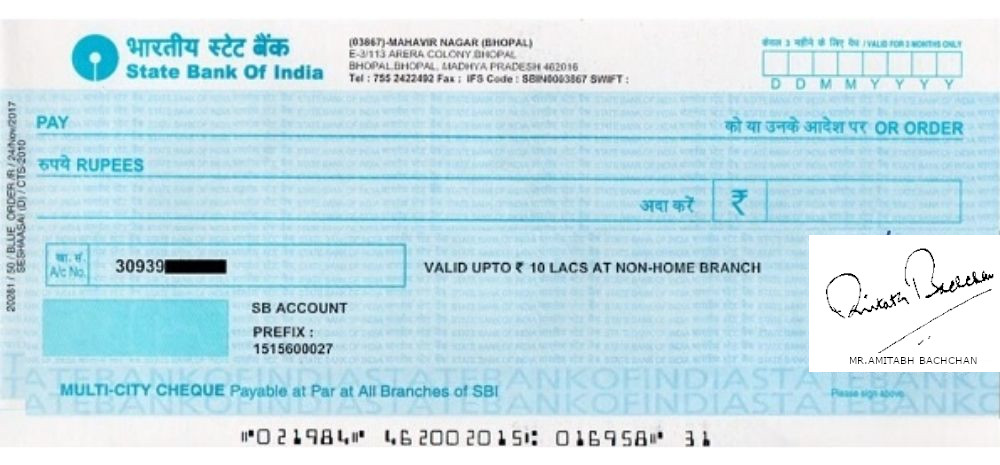 भारतीय स्टेट बैंक
State Bank Of India
(03867)-MAHAVIR NAGAR (BHOPAL)
E-3/113 ARERA COLONY,BHOPAL
BHOPAL,BHOPAL, MADHYA PRADESH 462016
Tel : 755 2422492 Fax : IFS Code : SBIN0003867 SWIFT :
केवल 3 महीने के लिए वैध / VALID FOR 3 MONTHS ONLY
D D M M Y Y Y Y
PAY
को या उनके आदेश पर OR ORDER
रुपये RUPEES
अदा करें ₹
खा. सं.
A/c No. 30939
VALID UPTO ₹ 10 LACS AT NON-HOME BRANCH
SB ACCOUNT
PREFIX :
1515600027
MR.AMITABH BACHCHAN
MULTI-CITY CHEQUE Payable at Par at All Branches of SBI
Please sign above
⑈021984⑈ 462002015⑆ 016958⑈ 31
20281 / 50 / BLUE_ORDER /R / 24/Nov/2017
SESHAASAI (D) / CTS-2010